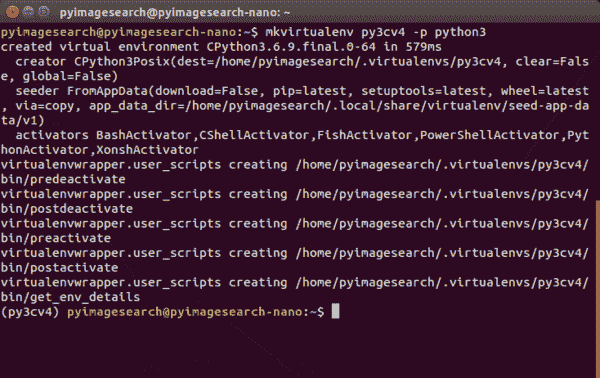 pyimagesearch@pyimagesearch-nano: ~
pyimagesearch@pyimagesearch-nano:~$ mkvirtualenv py3cv4 -p python3
created virtual environment CPython3.6.9.final.0-64 in 579ms
  creator CPython3Posix(dest=/home/pyimagesearch/.virtualenvs/py3cv4, clear=Fals
e, global=False)
  seeder FromAppData(download=False, pip=latest, setuptools=latest, wheel=latest
, via=copy, app_data_dir=/home/pyimagesearch/.local/share/virtualenv/seed-app-da
ta/v1)
  activators BashActivator,CShellActivator,FishActivator,PowerShellActivator,Pyt
honActivator,XonshActivator
virtualenvwrapper.user_scripts creating /home/pyimagesearch/.virtualenvs/py3cv4/
bin/predeactivate
virtualenvwrapper.user_scripts creating /home/pyimagesearch/.virtualenvs/py3cv4/
bin/postdeactivate
virtualenvwrapper.user_scripts creating /home/pyimagesearch/.virtualenvs/py3cv4/
bin/preactivate
virtualenvwrapper.user_scripts creating /home/pyimagesearch/.virtualenvs/py3cv4/
bin/postactivate
virtualenvwrapper.user_scripts creating /home/pyimagesearch/.virtualenvs/py3cv4/
bin/get_env_details
(py3cv4) pyimagesearch@pyimagesearch-nano:~$